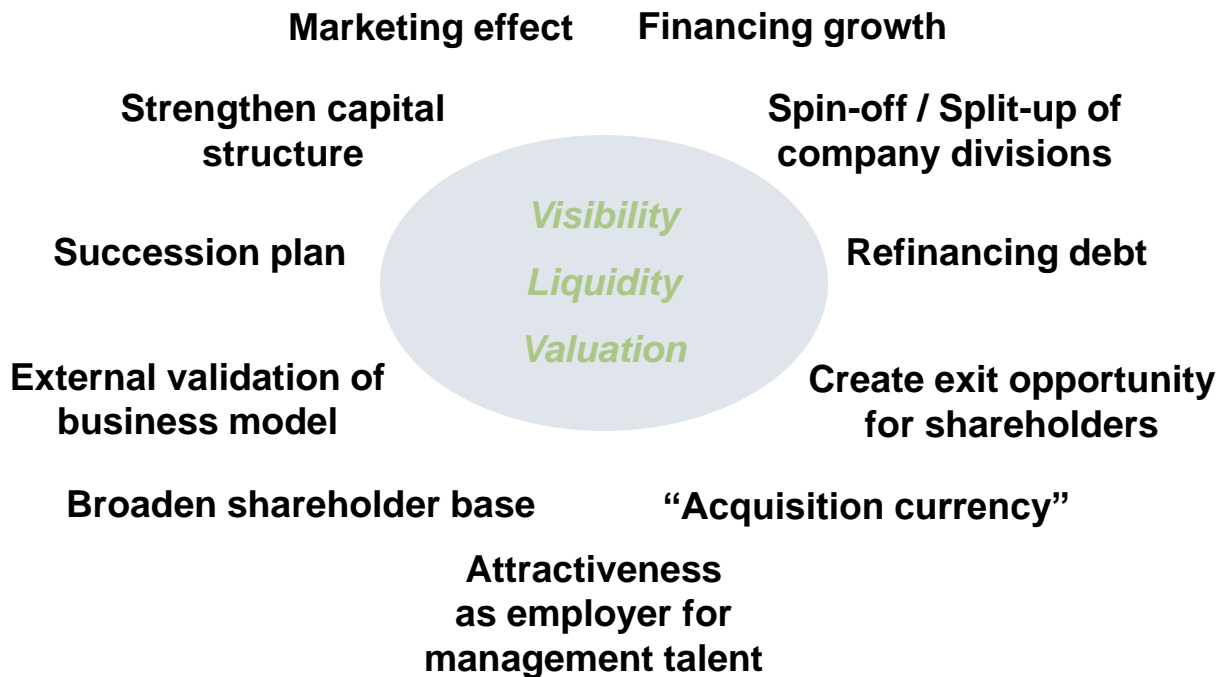 Marketing effect
Financing growth
Strengthen capital
structure
Spin-off / Split-up of
company divisions
Visibility
Liquidity
Valuation
Succession plan
Refinancing debt
External validation of
business model
Create exit opportunity
for shareholders
Broaden shareholder base
“Acquisition currency”
Attractiveness
as employer for
management talent